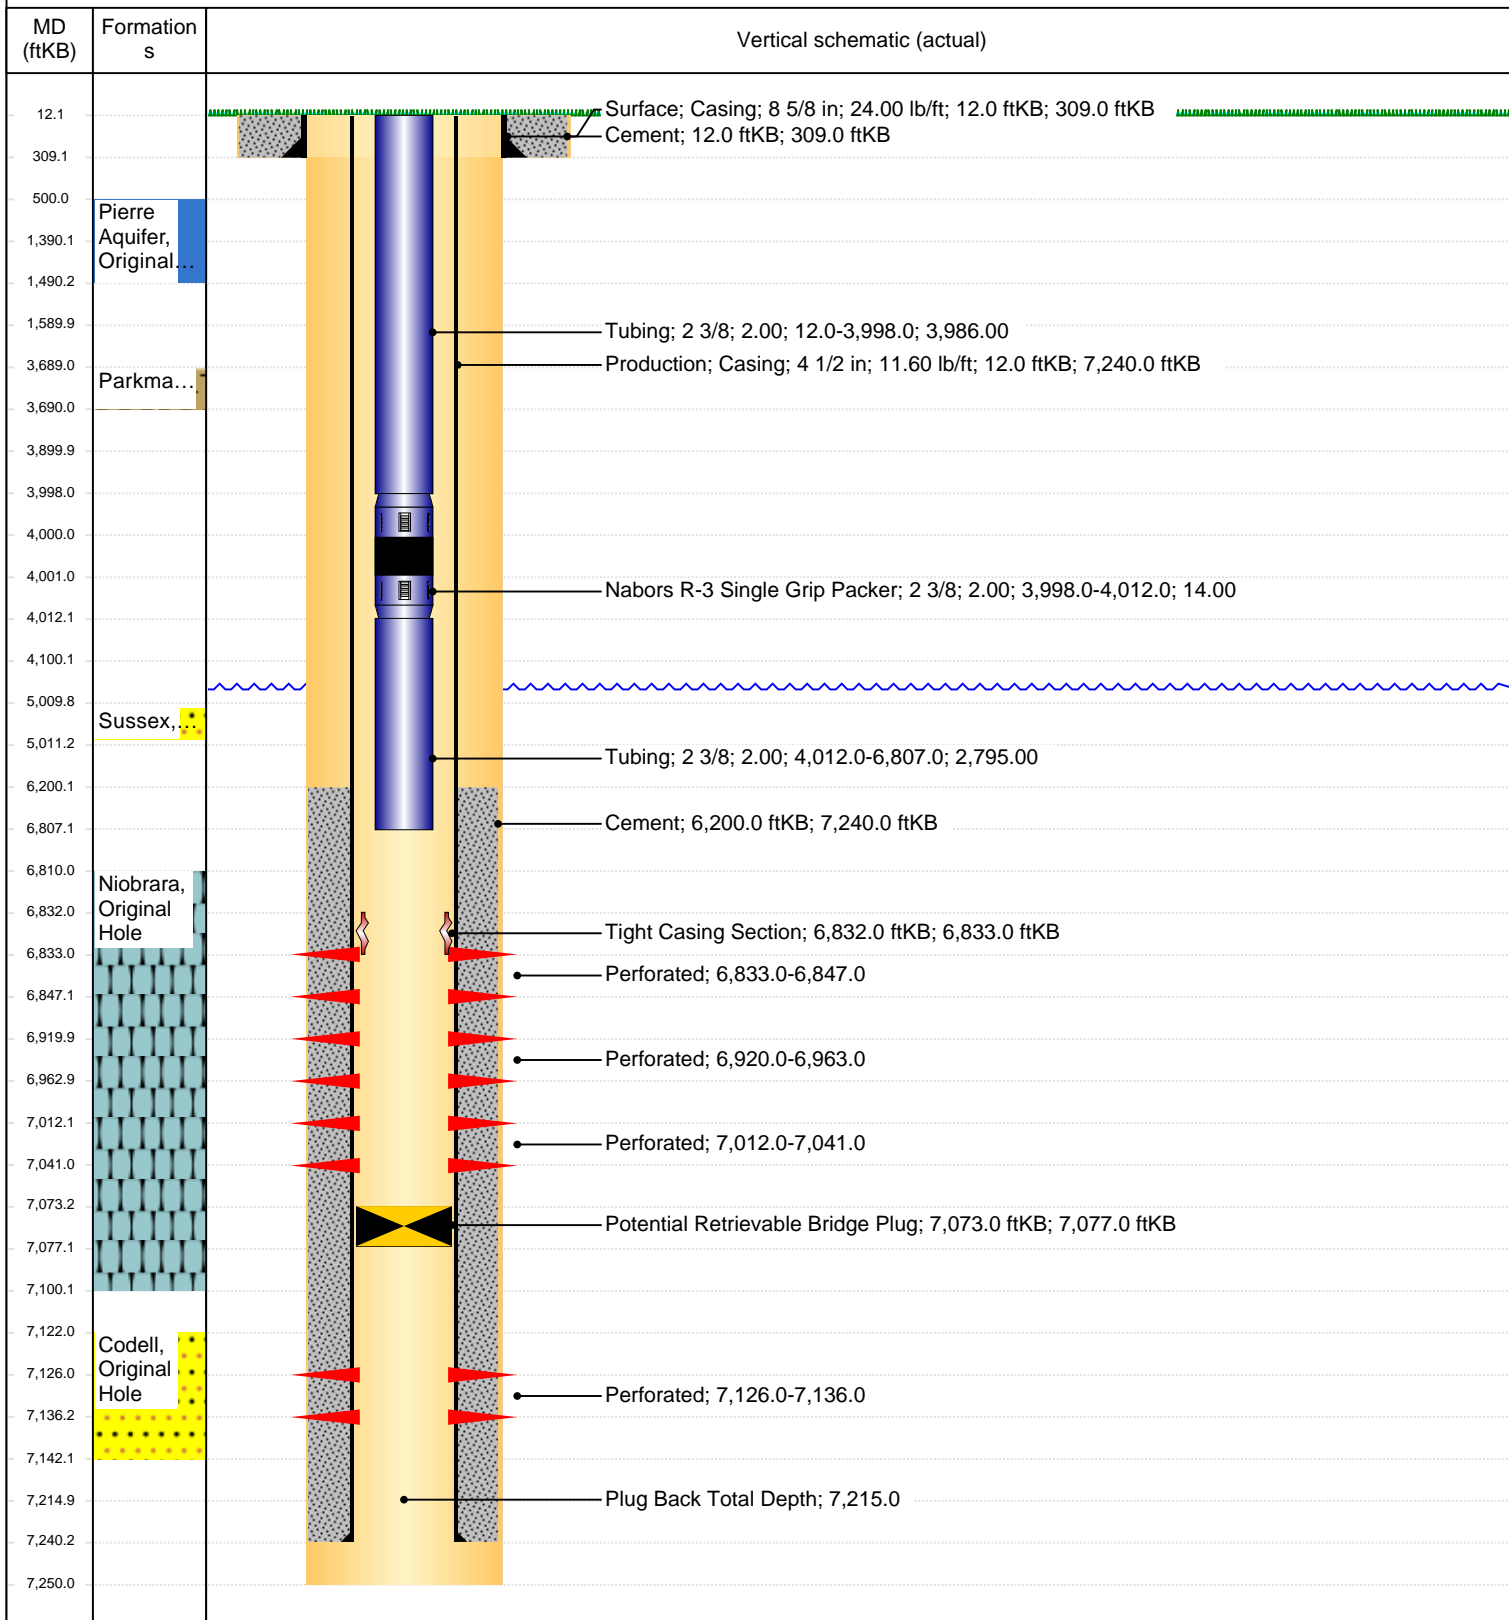 MD
(ftKB)
Formation
s
Vertical schematic (actual)
12.1
309.1
500.0
1,390.1
1,490.2
1,589.9
3,689.0
3,690.0
3,899.9
3,998.0
4,000.0
4,001.0
4,012.1
4,100.1
5,009.8
5,011.2
6,200.1
6,807.1
6,810.0
6,832.0
6,833.0
6,847.1
6,919.9
6,962.9
7,012.1
7,041.0
7,073.2
7,077.1
7,100.1
7,122.0
7,126.0
7,136.2
7,142.1
7,214.9
7,240.2
7,250.0
Pierre
Aquifer,
Original...
Parkma...
Sussex,...
Niobrara,
Original
Hole
Codell,
Original
Hole
Surface; Casing; 8 5/8 in; 24.00 lb/ft; 12.0 ftKB; 309.0 ftKB
Cement; 12.0 ftKB; 309.0 ftKB
Tubing; 2 3/8; 2.00; 12.0-3,998.0; 3,986.00
Production; Casing; 4 1/2 in; 11.60 lb/ft; 12.0 ftKB; 7,240.0 ftKB
Nabors R-3 Single Grip Packer; 2 3/8; 2.00; 3,998.0-4,012.0; 14.00
Tubing; 2 3/8; 2.00; 4,012.0-6,807.0; 2,795.00
Cement; 6,200.0 ftKB; 7,240.0 ftKB
Tight Casing Section; 6,832.0 ftKB; 6,833.0 ftKB
Perforated; 6,833.0-6,847.0
Perforated; 6,920.0-6,963.0
Perforated; 7,012.0-7,041.0
Potential Retrievable Bridge Plug; 7,073.0 ftKB; 7,077.0 ftKB
Perforated; 7,126.0-7,136.0
Plug Back Total Depth; 7,215.0